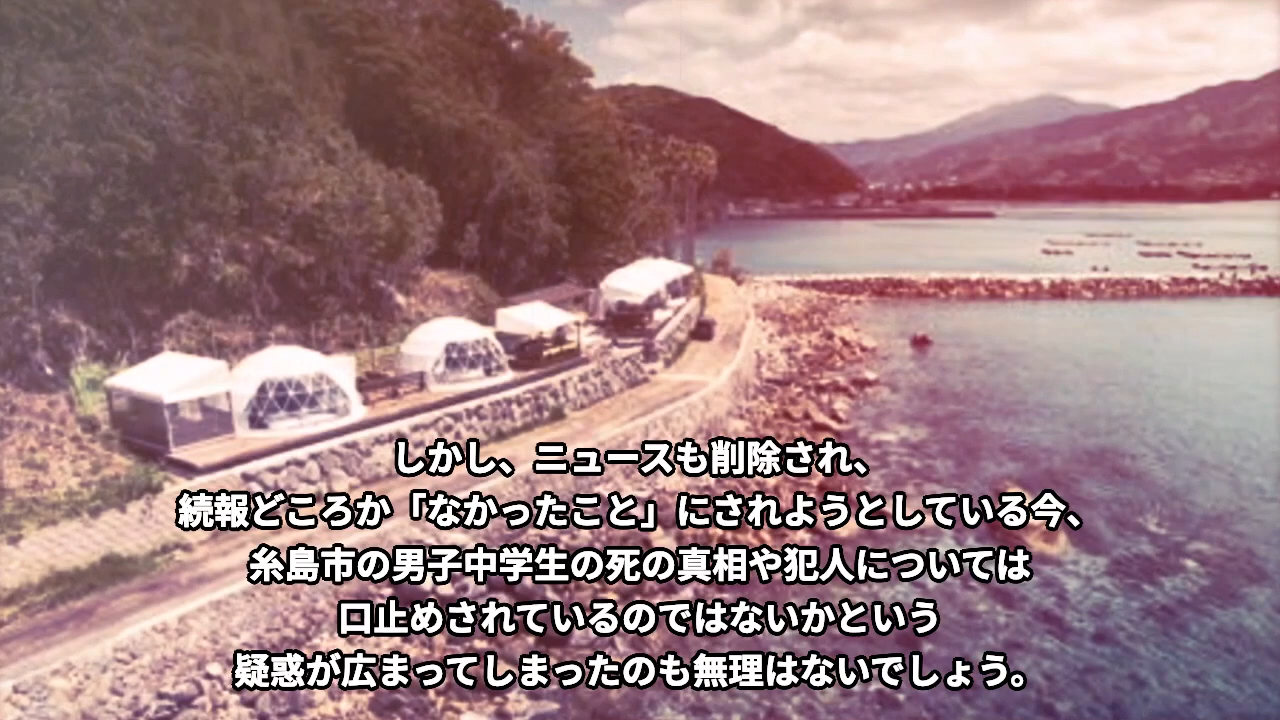 しかし、ニュースも削除され、
続報どころか「なかったこと」にされようとしている今、
糸島市の男子中学生の死の真相や犯人については
口止めされているのではないかという
疑惑が広まってしまったのも無理はないでしょう。